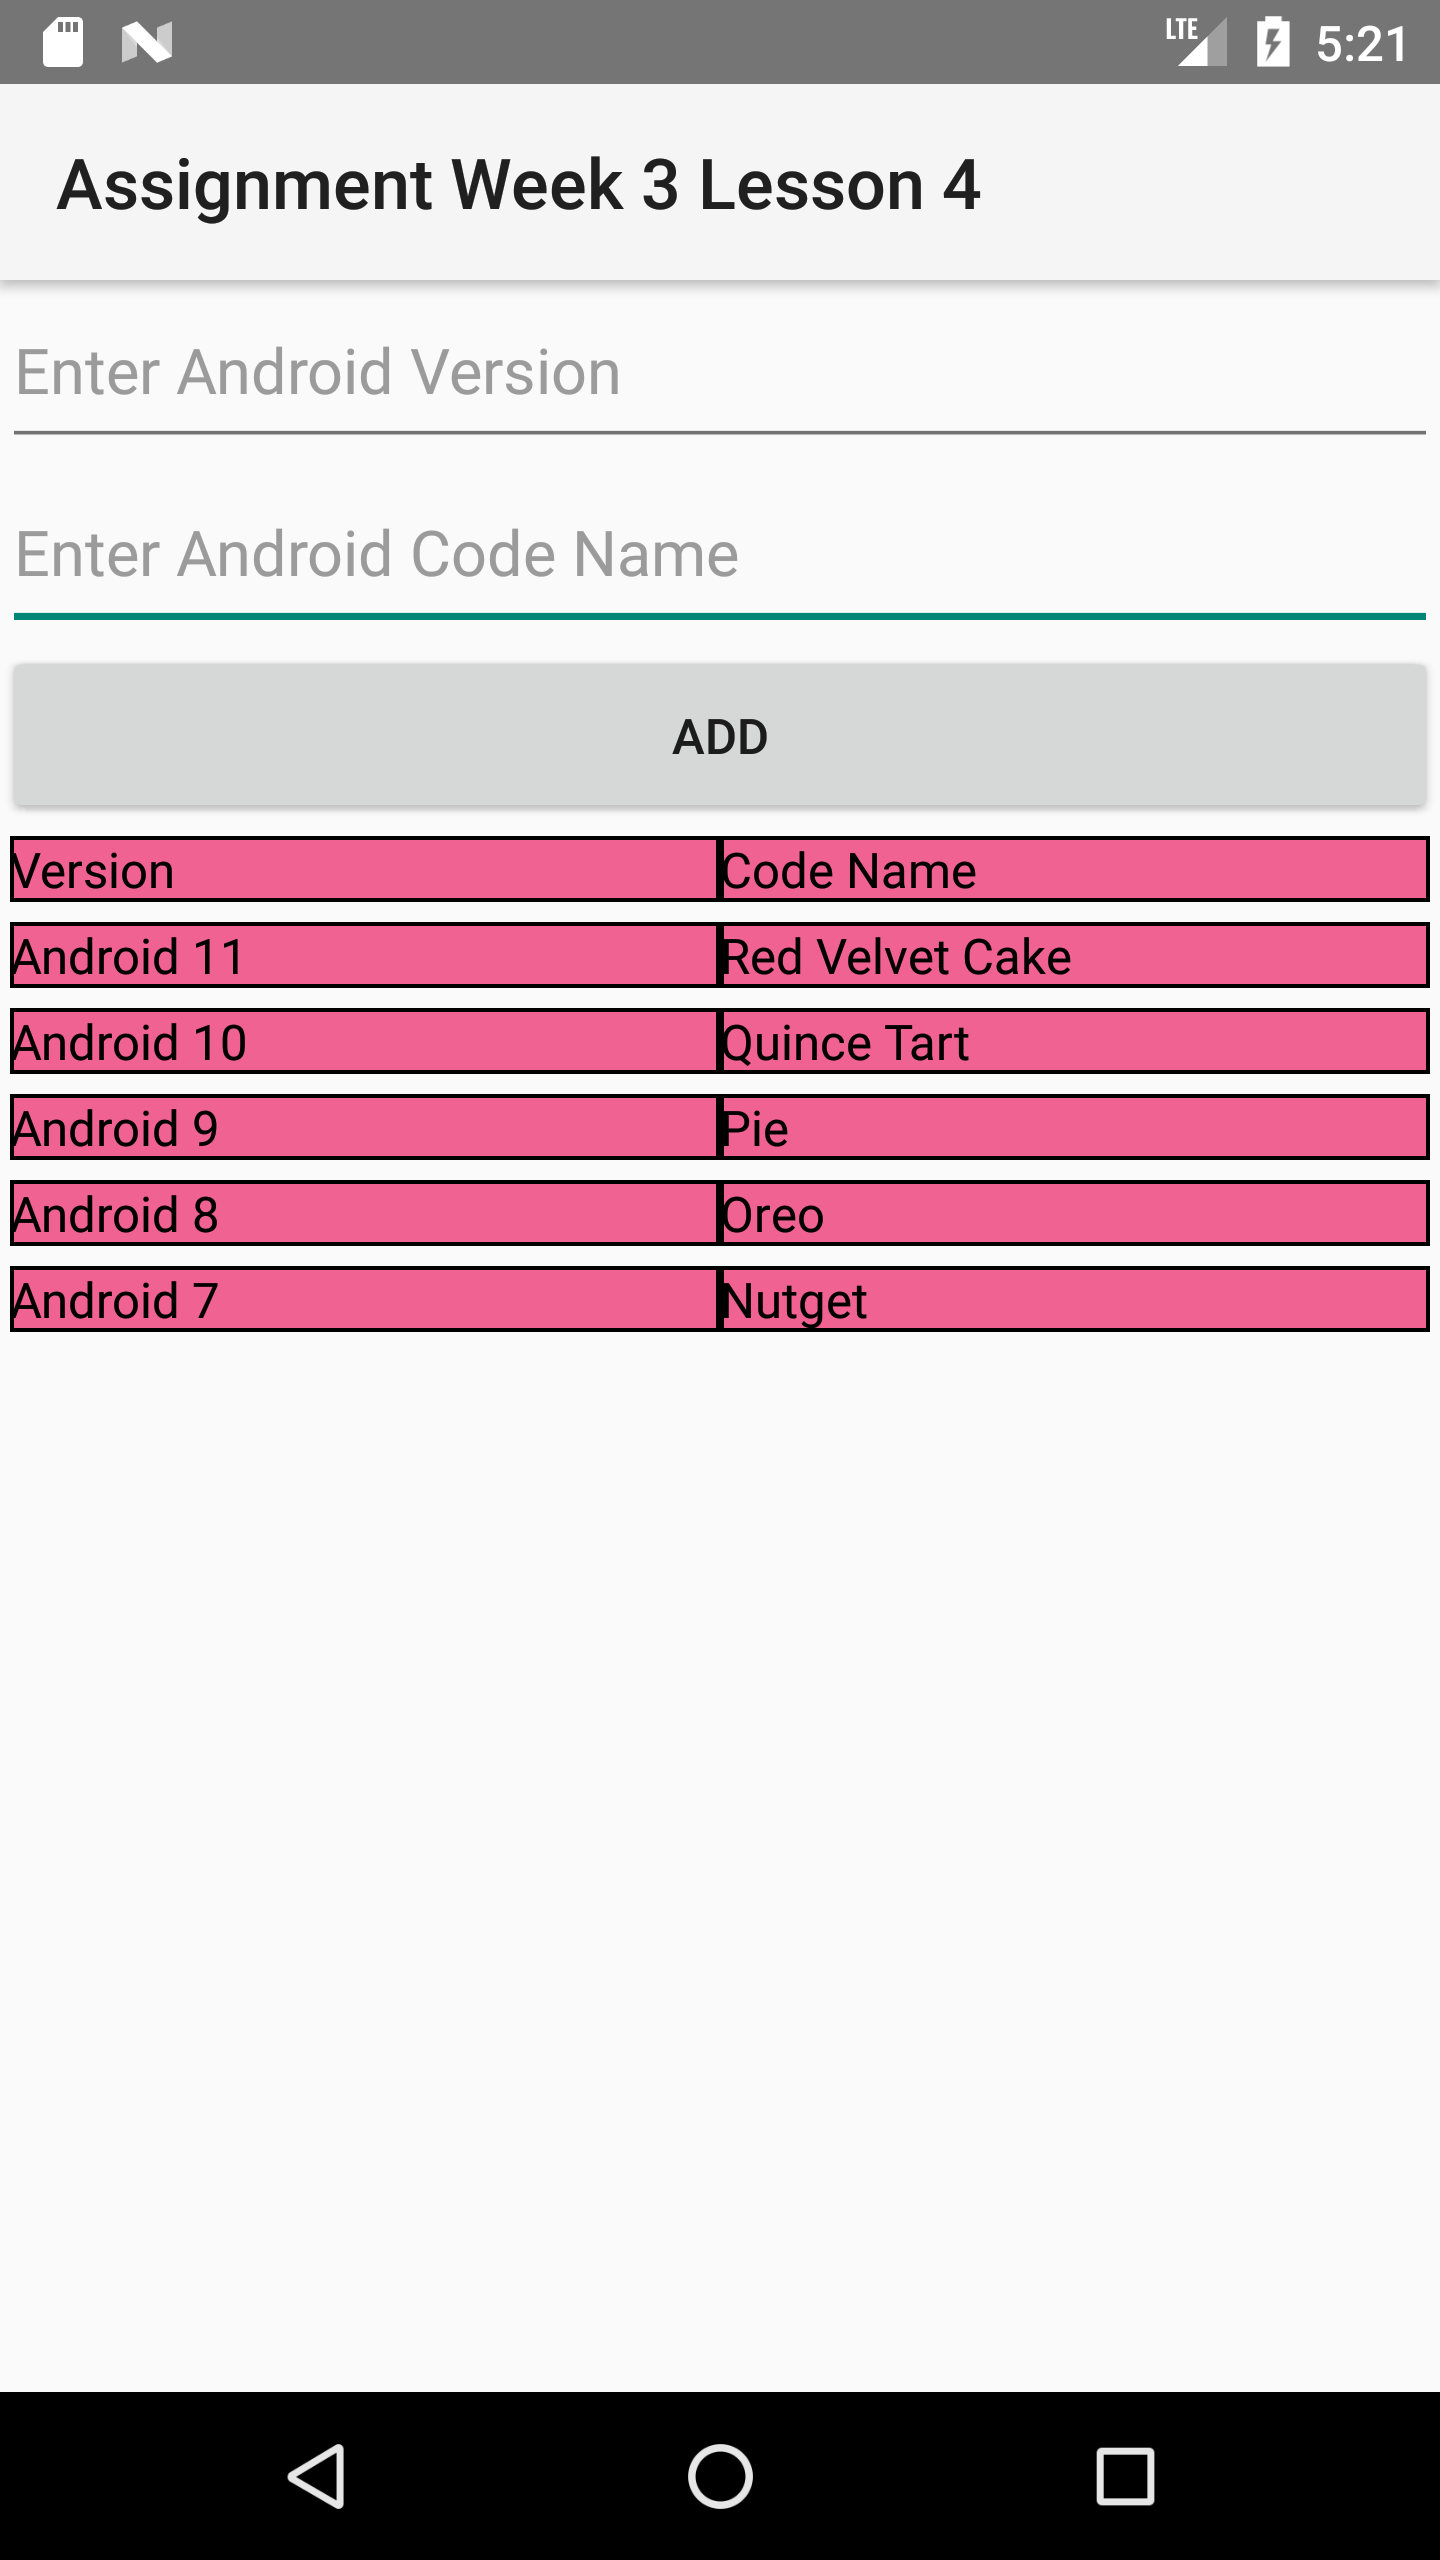 LTE 5:21
Assignment Week 3 Lesson 4
Enter Android Version
Enter Android Code Name
ADD
Version Code Name
Android 11 Red Velvet Cake
Android 10 Quince Tart
Android 9 Pie
Android 8 Oreo
Android 7 Nutget